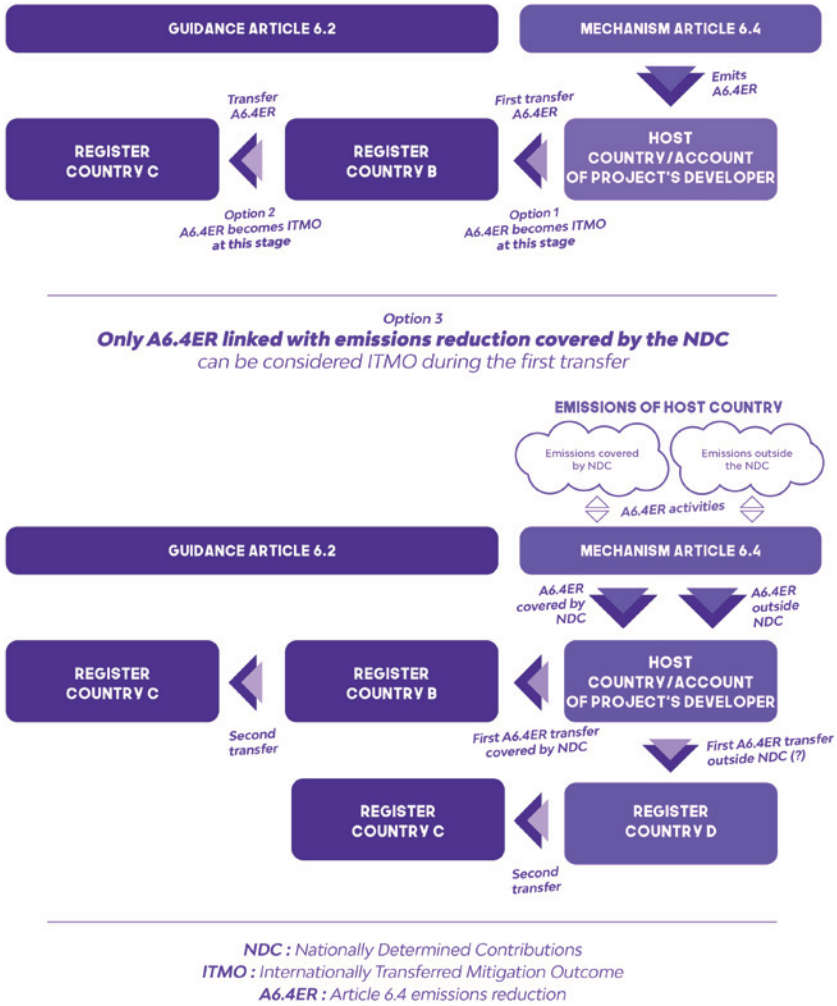 GUIDANCE ARTICLE 6.2
MECHANISM ARTICLE 6.4
Emits
A6.4ER
Transfer
A6.4ER
First transfer
A6.4ER
REGISTER
COUNTRY C
REGISTER
COUNTRY B
HOST
COUNTRY/ACCOUNT
OF PROJECT'S DEVELOPER
Option 2
A6.4ER becomes ITMO
at this stage
Option 1
A6.4ER becomes ITMO
at this stage
Option 3
Only A6.4ER linked with emissions reduction covered by the NDC
can be considered ITMO during the first transfer
EMISSIONS OF HOST COUNTRY
Emissions covered
by NDC
Emissions outside
the NDC
A6.4ER activities
GUIDANCE ARTICLE 6.2
MECHANISM ARTICLE 6.4
A6.4ER
covered by
NDC
A6.4ER
outside
NDC
REGISTER
COUNTRY C
REGISTER
COUNTRY B
HOST
COUNTRY/ACCOUNT
OF PROJECT'S DEVELOPER
Second
transfer
First A6.4ER transfer
covered by NDC
First A6.4ER transfer
outside NDC (?)
REGISTER
COUNTRY C
REGISTER
COUNTRY D
Second
transfer
NDC : Nationally Determined Contributions
ITMO : Internationally Transferred Mitigation Outcome
A6.4ER : Article 6.4 emissions reduction